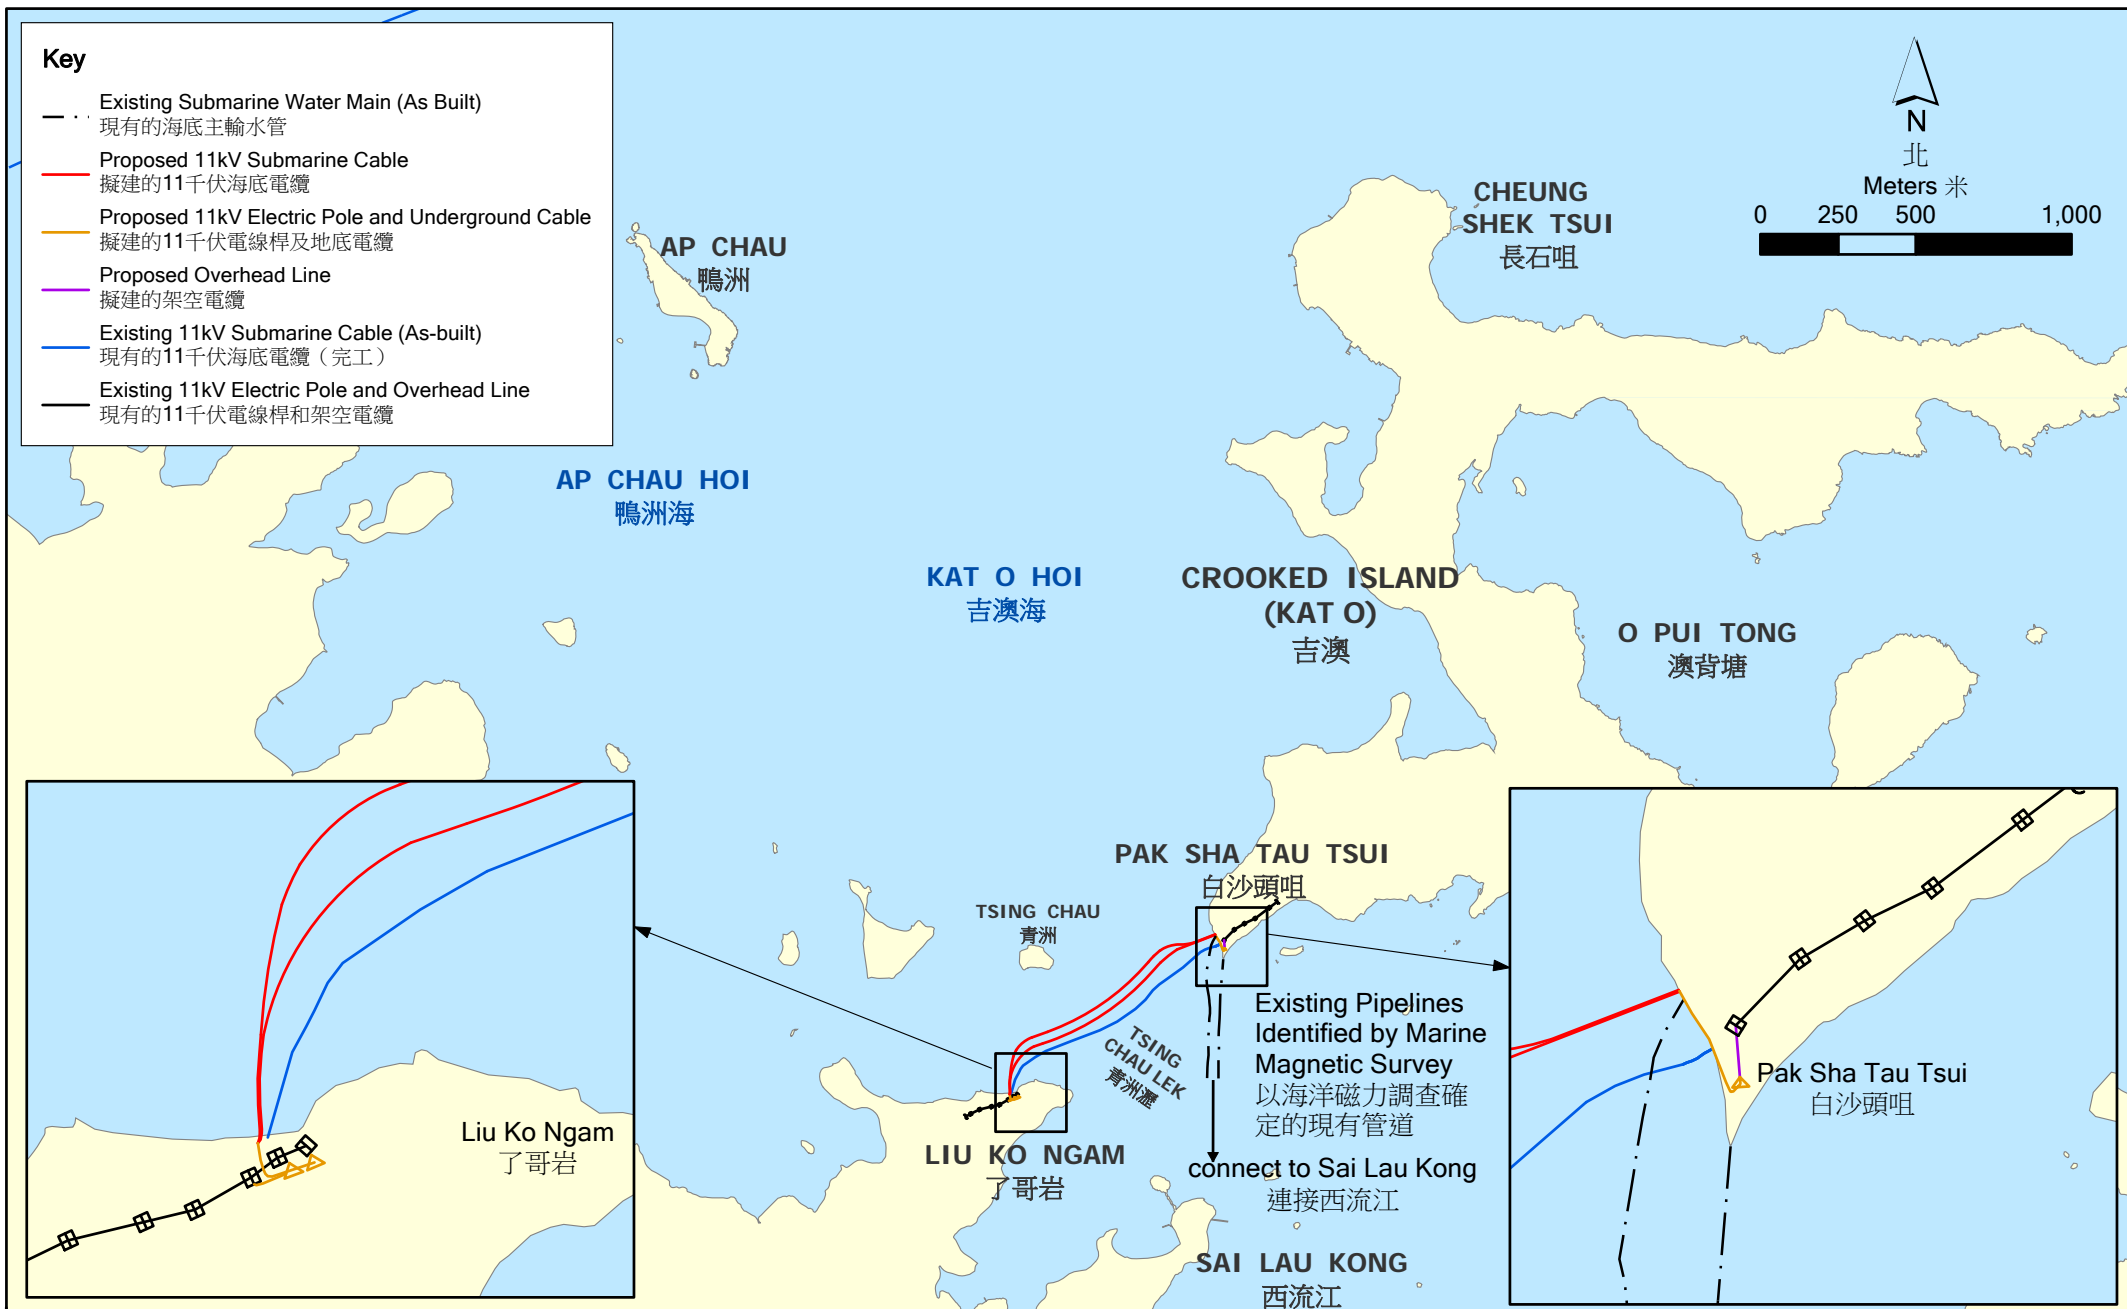 Key
Existing Submarine Water Main (As Built)
現有的海底主輸水管
Proposed 11kV Submarine Cable
擬建的11千伏海底電纜
Proposed 11kV Electric Pole and Underground Cable
擬建的11千伏電線桿及地底電纜
Proposed Overhead Line
擬建的架空電纜
Existing 11kV Submarine Cable (As-built)
現有的11千伏海底電纜（完工）
Existing 11kV Electric Pole and Overhead Line
現有的11千伏電線桿和架空電纜
N
北
Meters 米
0 250 500 1,000
CHEUNG
SHEK TSUI
長石咀
AP CHAU
鴨洲
AP CHAU HOI
鴨洲海
KAT O HOI
吉澳海
CROOKED ISLAND
(KAT O)
吉澳
O PUI TONG
澳背塘
PAK SHA TAU TSUI
白沙頭咀
TSING CHAU
青洲
TSING
CHAU LEK
青洲瀝
Existing Pipelines
Identified by Marine
Magnetic Survey
以海洋磁力調查確
定的現有管道
connect to Sai Lau Kong
連接西流江
LIU KO NGAM
了哥岩
SAI LAU KONG
西流江
Liu Ko Ngam
了哥岩
Pak Sha Tau Tsui
白沙頭咀